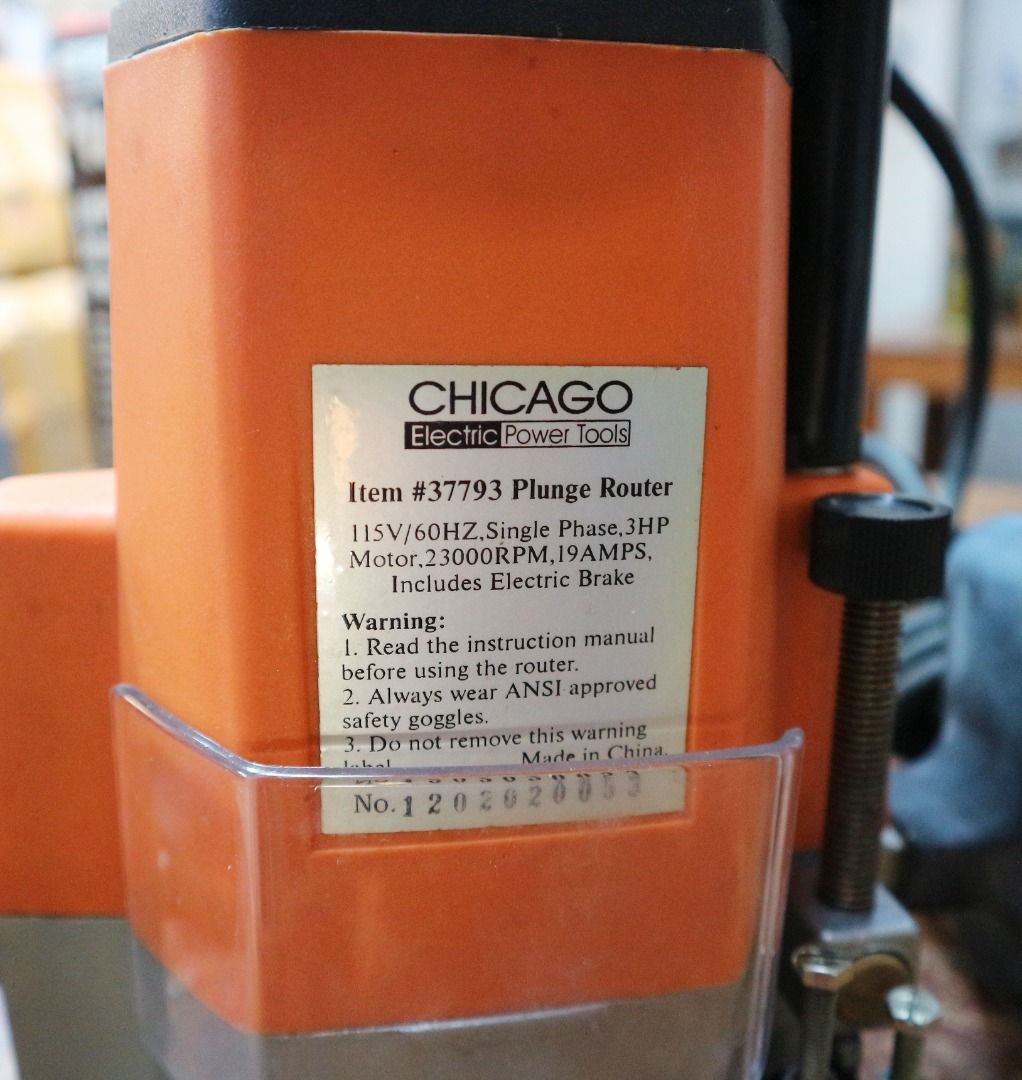 CHICAGO
Electric Power Tools
Item #37793 Plunge Router
115V/60HZ,Single Phase,3HP
Motor,23000RPM,19AMPS,
Includes Electric Brake
Warning:
1. Read the instruction manual
before using the router.
2. Always wear ANSI approved
safety goggles.
3. Do not remove this warning
label. Made in China.
No. 1202020053